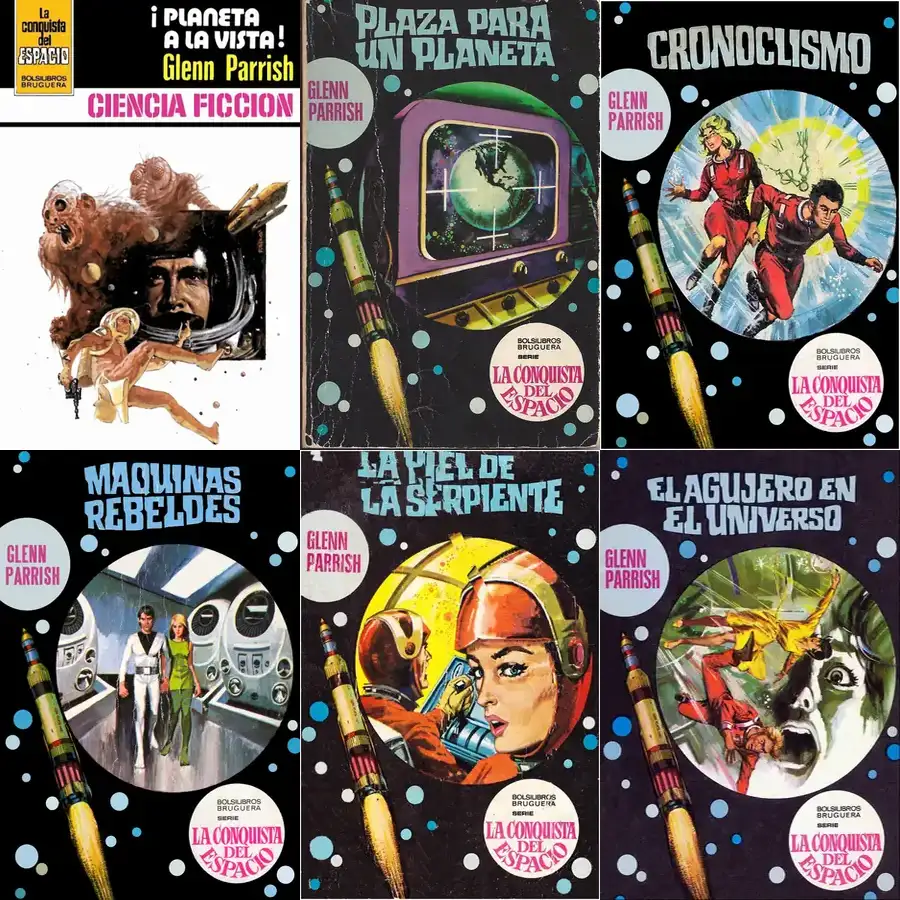 La
conquista
del
ESPACIO
BOLSILIBROS
BRUGUERA
¡PLANETA
A LA VISTA!
Glenn Parrish
CIENCIA FICCION
PLAZA PARA
UN PLANETA
GLENN
PARRISH
BOLSILIBROS
BRUGUERA
SERIE
LA CONQUISTA
DEL
ESPACIO
CRONOCLISMO
GLENN
PARRISH
BOLSILIBROS
BRUGUERA
SERIE
LA CONQUISTA
DEL
ESPACIO
MAQUINAS
REBELDES
GLENN
PARRISH
BOLSILIBROS
BRUGUERA
SERIE
LA CONQUISTA
DEL
ESPACIO
LA PIEL DE
LA SERPIENTE
GLENN
PARRISH
BOLSILIBROS
BRUGUERA
SERIE
LA CONQUISTA
DEL
ESPACIO
EL AGUJERO EN
EL UNIVERSO
GLENN
PARRISH
BOLSILIBROS
BRUGUERA
SERIE
LA CONQUISTA
DEL
ESPACIO